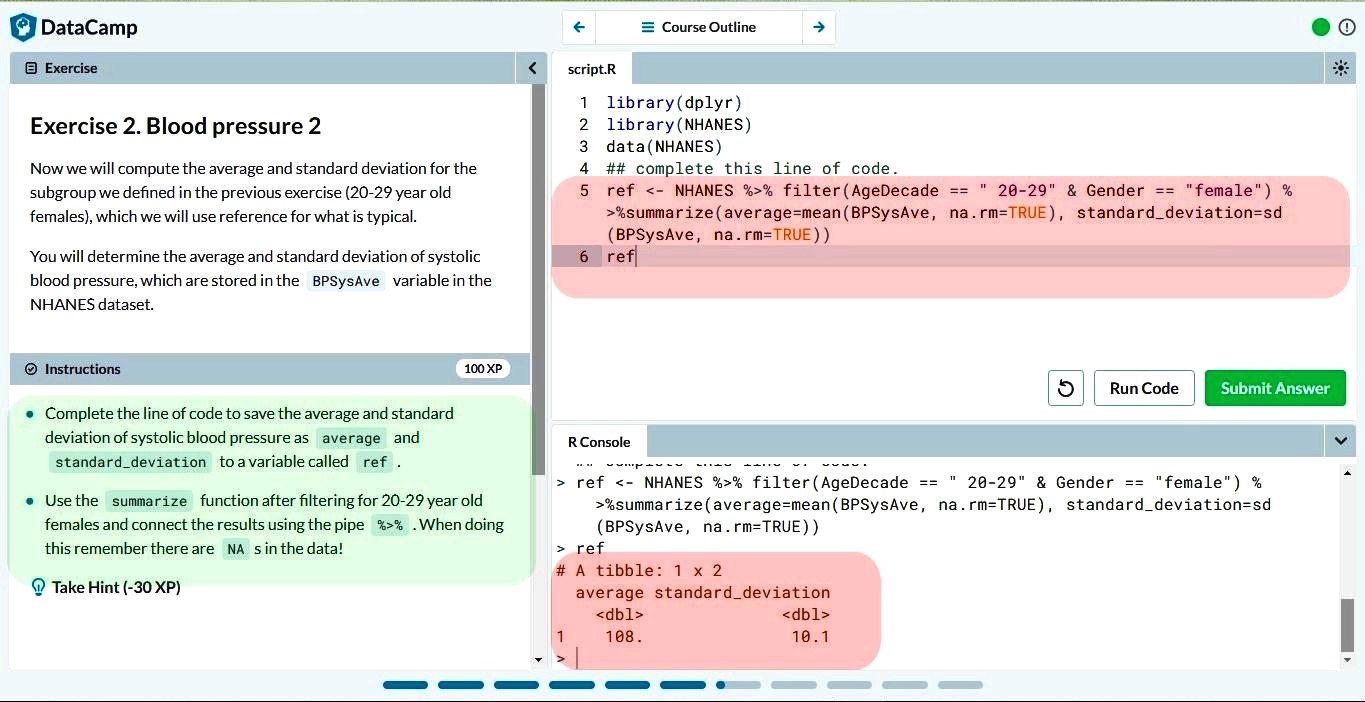 DataCamp
Course Outline
Exercise
Exercise 2. Blood pressure 2
Now we will compute the average and standard deviation for the
subgroup we defined in the previous exercise (20-29 year old
females), which we will use reference for what is typical.
You will determine the average and standard deviation of systolic
blood pressure, which are stored in the BPSysAve variable in the
NHANES dataset.
Instructions
100 XP
Complete the line of code to save the average and standard
deviation of systolic blood pressure as average and
standard_deviation to a variable called ref .
Use the summarize function after filtering for 20-29 year old
females and connect the results using the pipe %>% . When doing
this remember there are NA s in the data!
Take Hint (-30 XP)
script.R
1 library(dplyr)
2 library(NHANES)
3 data(NHANES)
4 ## complete this line of code.
5 ref <- NHANES %>% filter(AgeDecade == " 20-29" & Gender == "female") %
>%summarize(average=mean(BPSysAve, na.rm=TRUE), standard_deviation=sd
(BPSysAve, na.rm=TRUE))
6 ref
Run Code
Submit Answer
R Console
## complete this line of code.
> ref <- NHANES %>% filter(AgeDecade == " 20-29" & Gender == "female") %
>%summarize(average=mean(BPSysAve, na.rm=TRUE), standard_deviation=sd
(BPSysAve, na.rm=TRUE))
> ref
# A tibble: 1 x 2
average standard_deviation
<dbl> <dbl>
1 108. 10.1
>